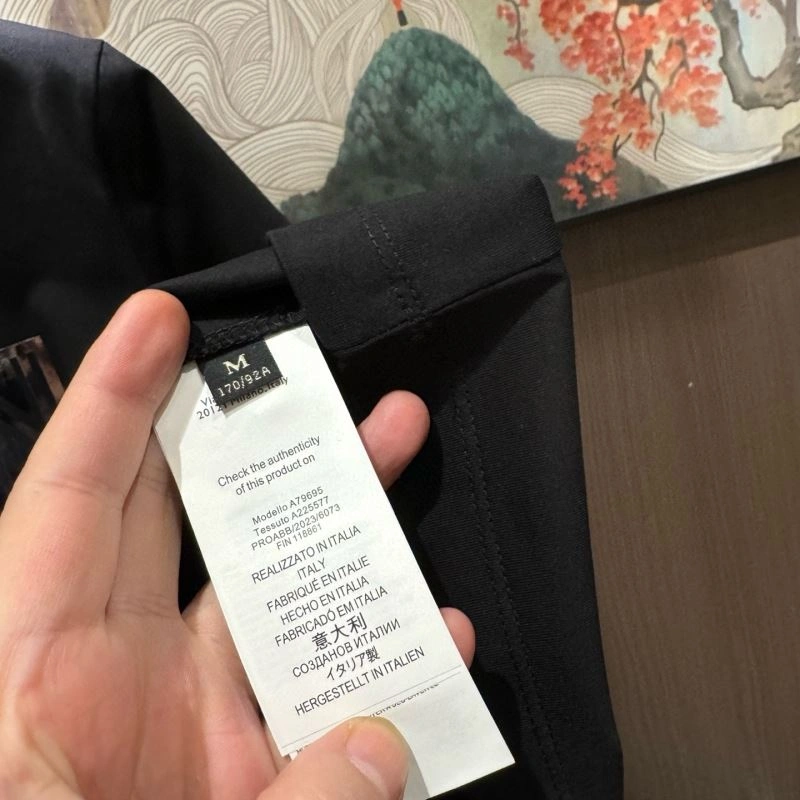 M
170/92A
20121 Milano, Italy
Check the authenticity
of this product on
Modello A79695
Tessuto A225577
PROABB/2023/6073
FIN 118861
REALIZZATO IN ITALIA
ITALY
FABRIQUÉ EN ITALIE
HECHO EN ITALIA
FABRICADO EM ITALIA
意大利
СОЗДАНОВ ИТАЛИИ
イタリア製
HERGESTELLT IN ITALIEN